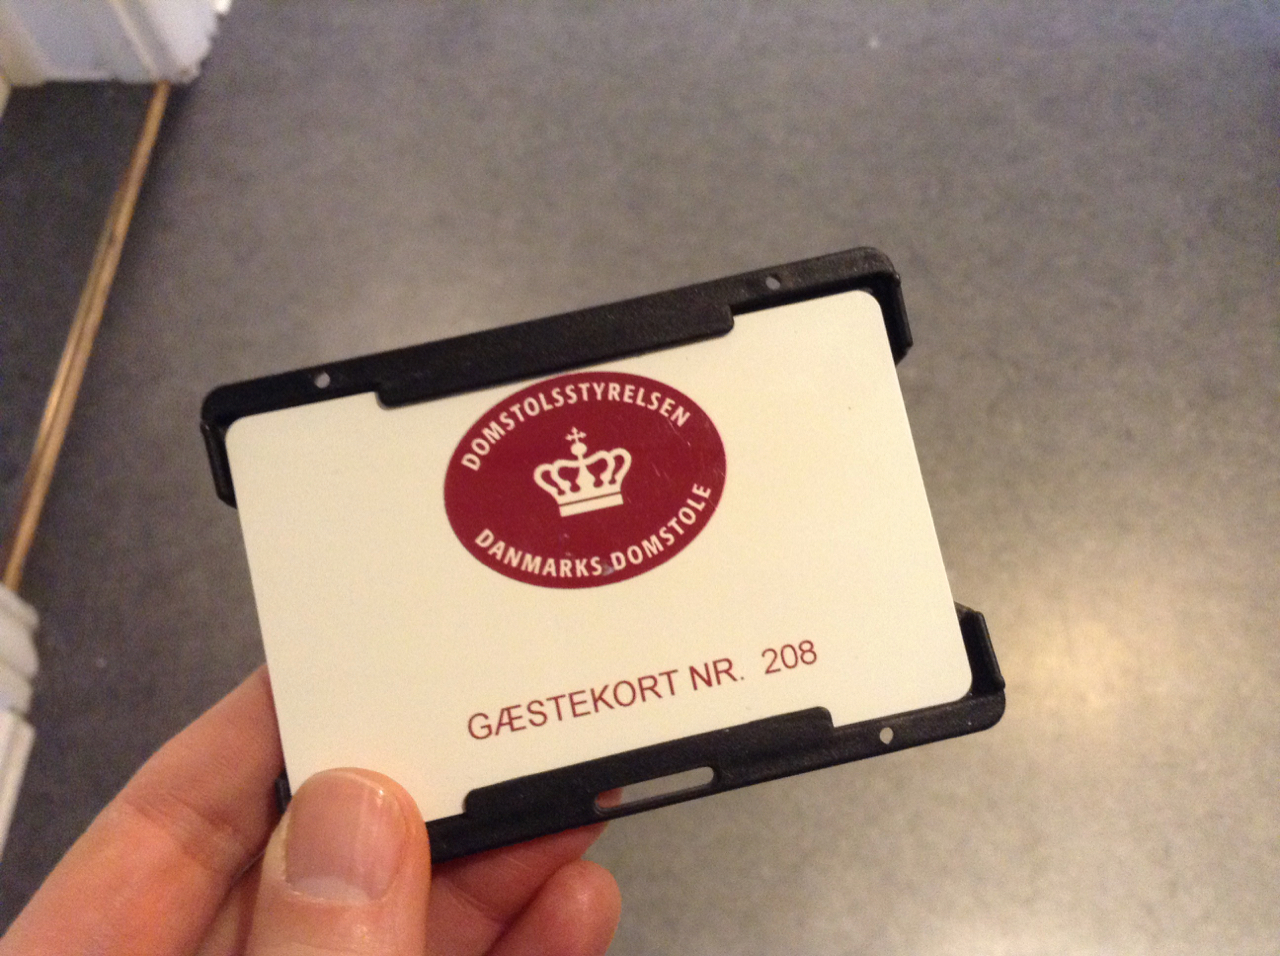 DOMSTOLSSTYRELSEN
DANMARKS DOMSTOLE
GÆSTEKORT NR. 208